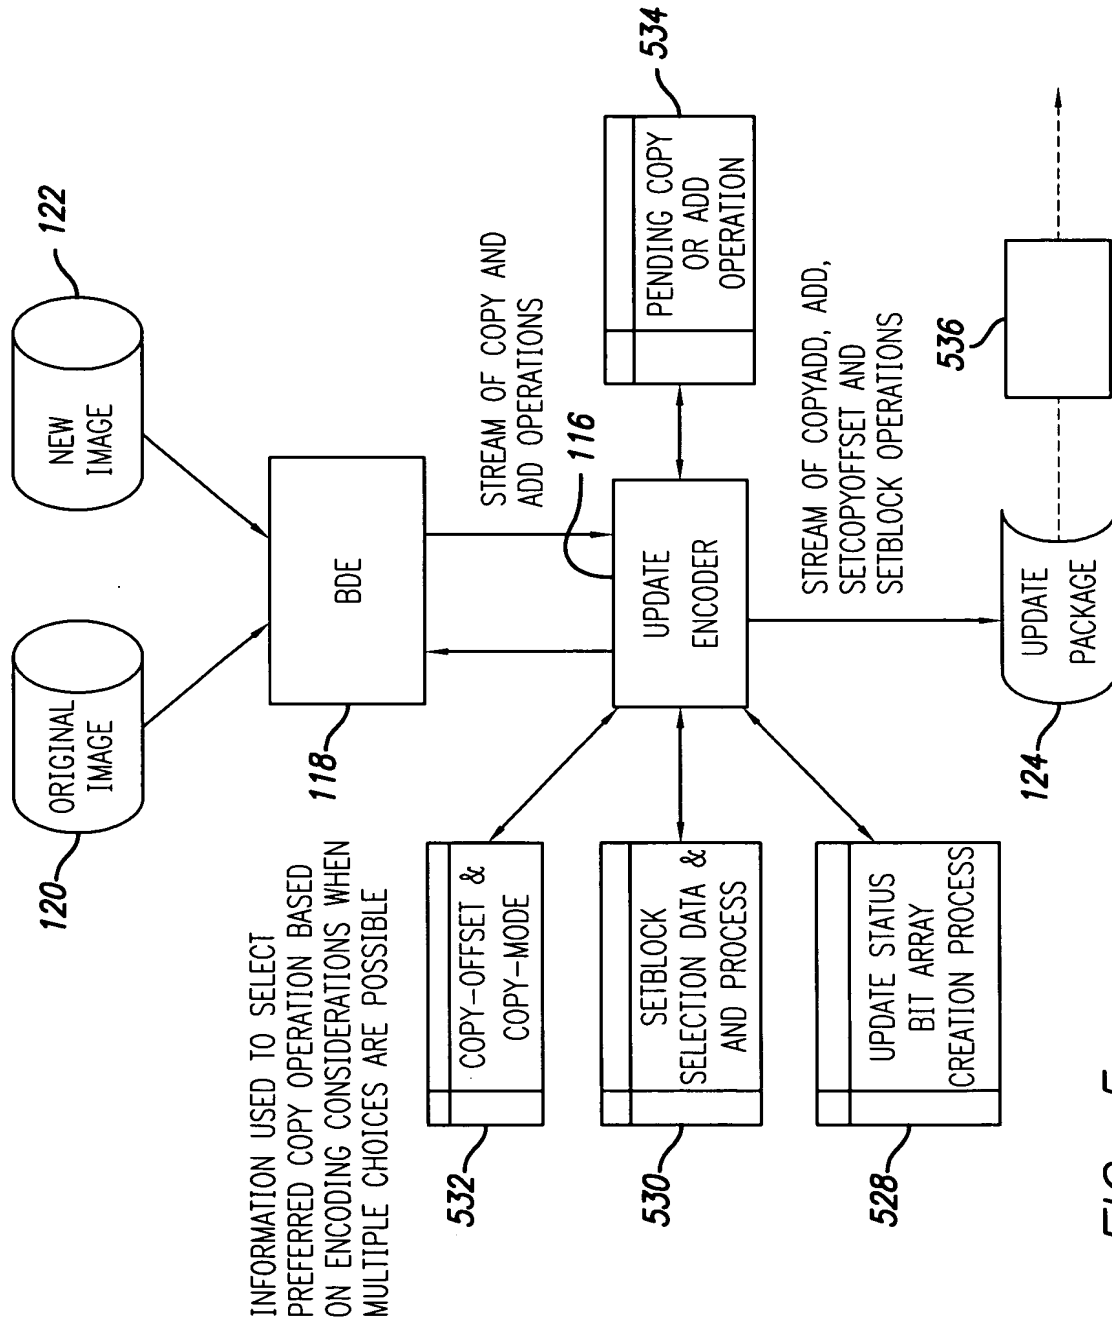 120
ORIGINAL
IMAGE
NEW
IMAGE
122
INFORMATION USED TO SELECT
PREFERRED COPY OPERATION BASED
ON ENCODING CONSIDERATIONS WHEN
MULTIPLE CHOICES ARE POSSIBLE
118
BDE
STREAM OF COPY AND
ADD OPERATIONS
532
COPY-OFFSET &
COPY-MODE
530
SETBLOCK
SELECTION DATA &
AND PROCESS
528
UPDATE STATUS
BIT ARRAY
CREATION PROCESS
116
UPDATE
ENCODER
534
PENDING COPY
OR ADD
OPERATION
STREAM OF COPYADD, ADD,
SETCOPYOFFSET AND
SETBLOCK OPERATIONS
124
UPDATE
PACKAGE
536